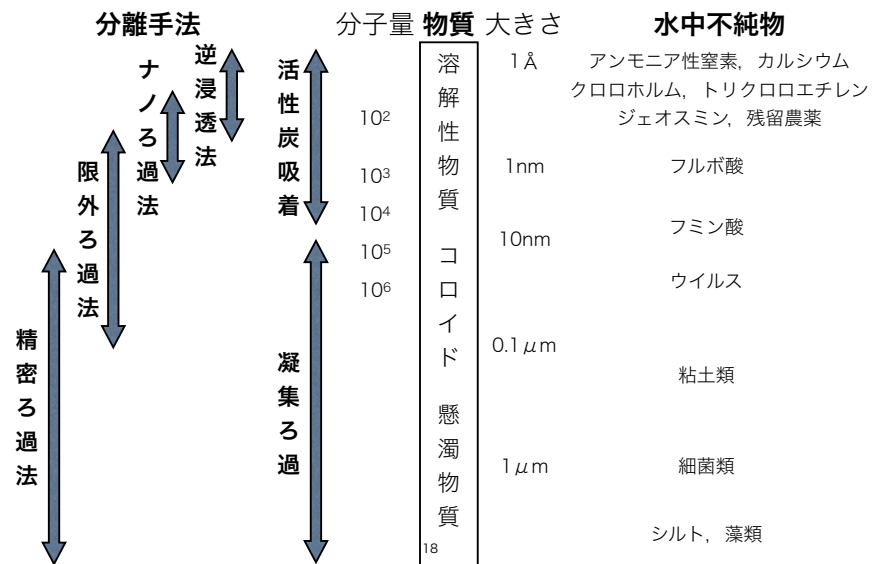 分離手法
分子量 物質 大きさ
水中不純物
逆浸透法
ナノろ過法
限外ろ過法
精密ろ過法
活性炭吸着
凝集ろ過
10²
10³
10⁴
10⁵
10⁶
溶解性物質
コロイド
懸濁物質
18
1Å
1nm
10nm
0.1μm
1μm
アンモニア性窒素，カルシウム
クロロホルム，トリクロロエチレン
ジェオスミン，残留農薬
フルボ酸
フミン酸
ウイルス
粘土類
細菌類
シルト，藻類